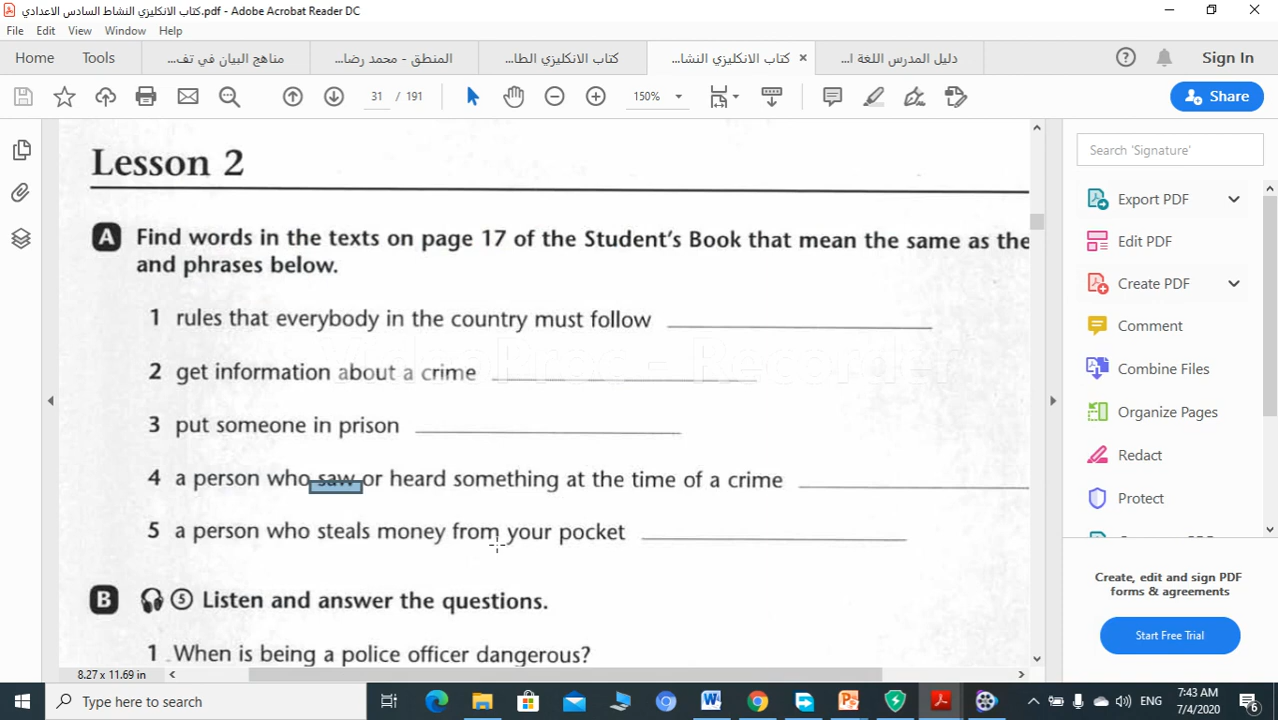 كتاب الانكليزي النشاط السادس الاعدادي.pdf - Adobe Acrobat Reader DC
File Edit View Window Help
Home Tools مناهج البيان في تف... المنطق - محمد رضا... كتاب الانكليزي الطا... كتاب الانكليزي النشا... دليل المدرس اللغة ا... Sign In
31 / 191 150% Share
Lesson 2
A Find words in the texts on page 17 of the Student's Book that mean the same as the
and phrases below.
1 rules that everybody in the country must follow
2 get information about a crime
3 put someone in prison
4 a person who saw or heard something at the time of a crime
5 a person who steals money from your pocket
B 5 Listen and answer the questions.
1 When is being a police officer dangerous?
8.27 x 11.69 in
Search 'Signature'
Export PDF
Edit PDF
Create PDF
Comment
Combine Files
Organize Pages
Redact
Protect
Create, edit and sign PDF
forms & agreements
Start Free Trial
VideoProc - Recorder
Type here to search
ENG
7:43 AM
7/4/2020
6